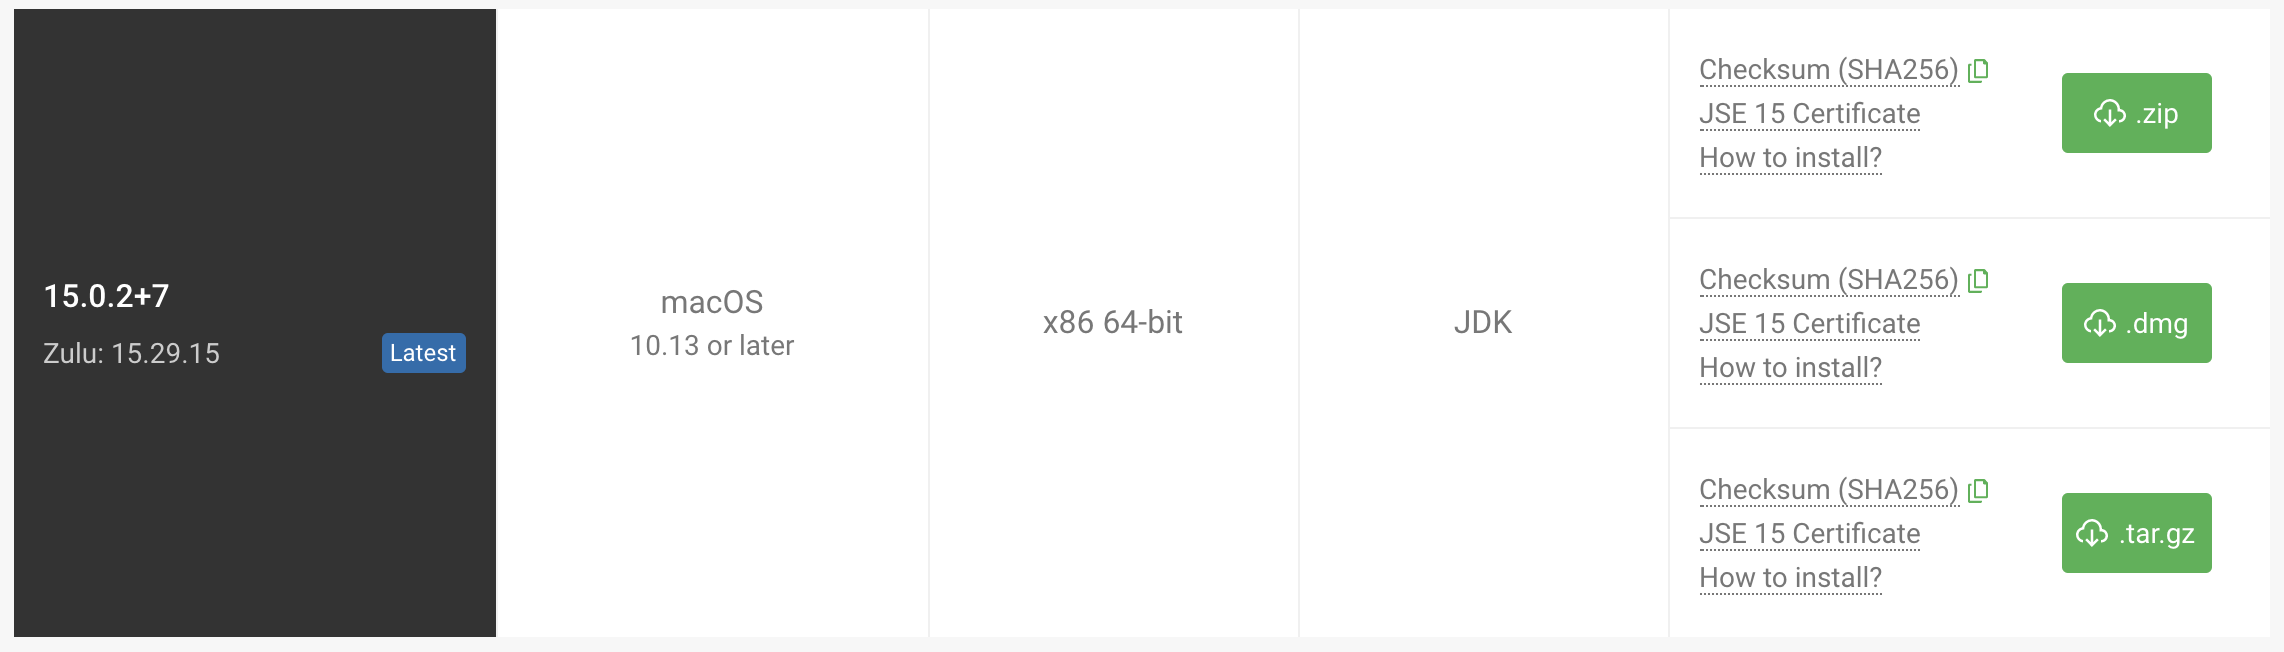 15.0.2+7
Zulu: 15.29.15
Latest
macOS
10.13 or later
x86 64-bit
JDK
Checksum (SHA256)
JSE 15 Certificate
How to install?
.zip
Checksum (SHA256)
JSE 15 Certificate
How to install?
.dmg
Checksum (SHA256)
JSE 15 Certificate
How to install?
.tar.gz